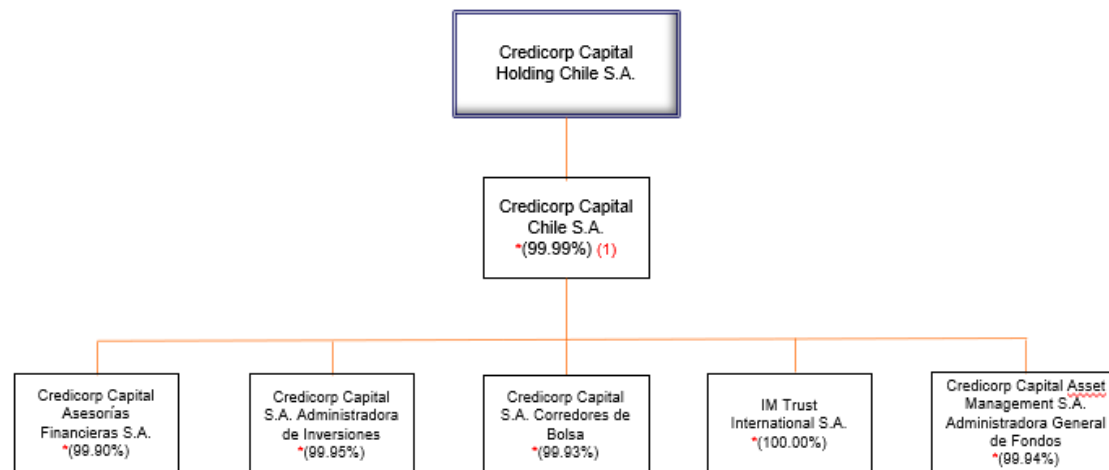 Credicorp Capital
Holding Chile S.A.
Credicorp Capital
Chile S.A.
*(99.99%) (1)
Credicorp Capital
Asesorías
Financieras S.A.
*(99.90%)
Credicorp Capital
S.A. Administradora
de Inversiones
*(99.95%)
Credicorp Capital
S.A. Corredores de
Bolsa
*(99.93%)
IM Trust
International S.A.
*(100.00%)
Credicorp Capital Asset
Management S.A.
Administradora General
de Fondos
*(99.94%)